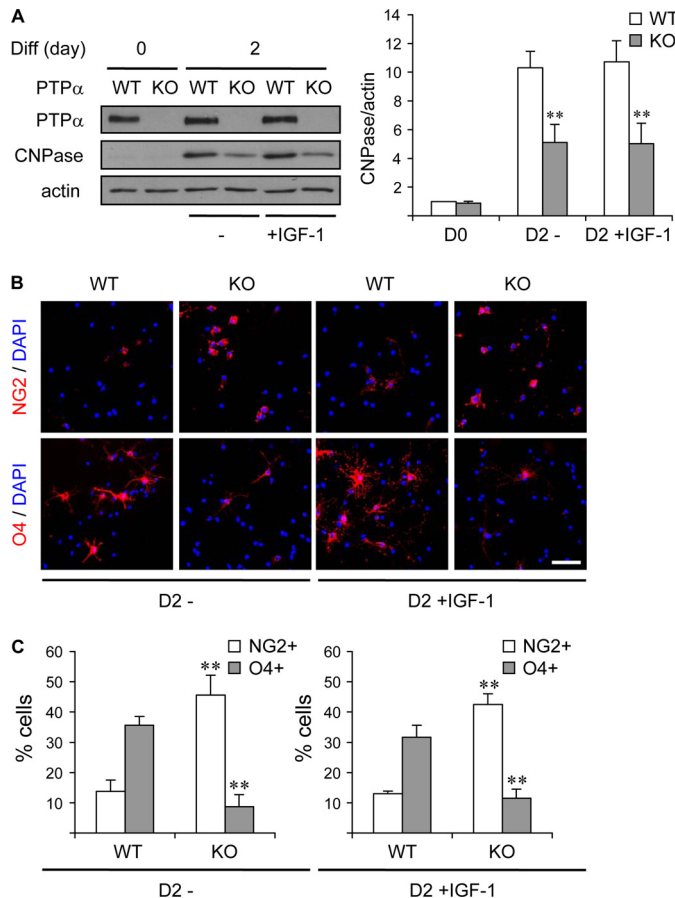 A
Diff (day) 0 2
PTPα WT KO WT KO WT KO
PTPα
CNPase
actin
- +IGF-1
CNPase/actin
14
12
10
8
6
4
2
WT
KO
**
**
D0 D2 - D2 +IGF-1
B
WT KO WT KO
NG2 / DAPI
O4 / DAPI
D2 - D2 +IGF-1
C
% cells
60
50
40
30
20
10
NG2+
O4+
**
**
WT KO
D2 -
% cells
60
50
40
30
20
10
NG2+
O4+
**
**
WT KO
D2 +IGF-1